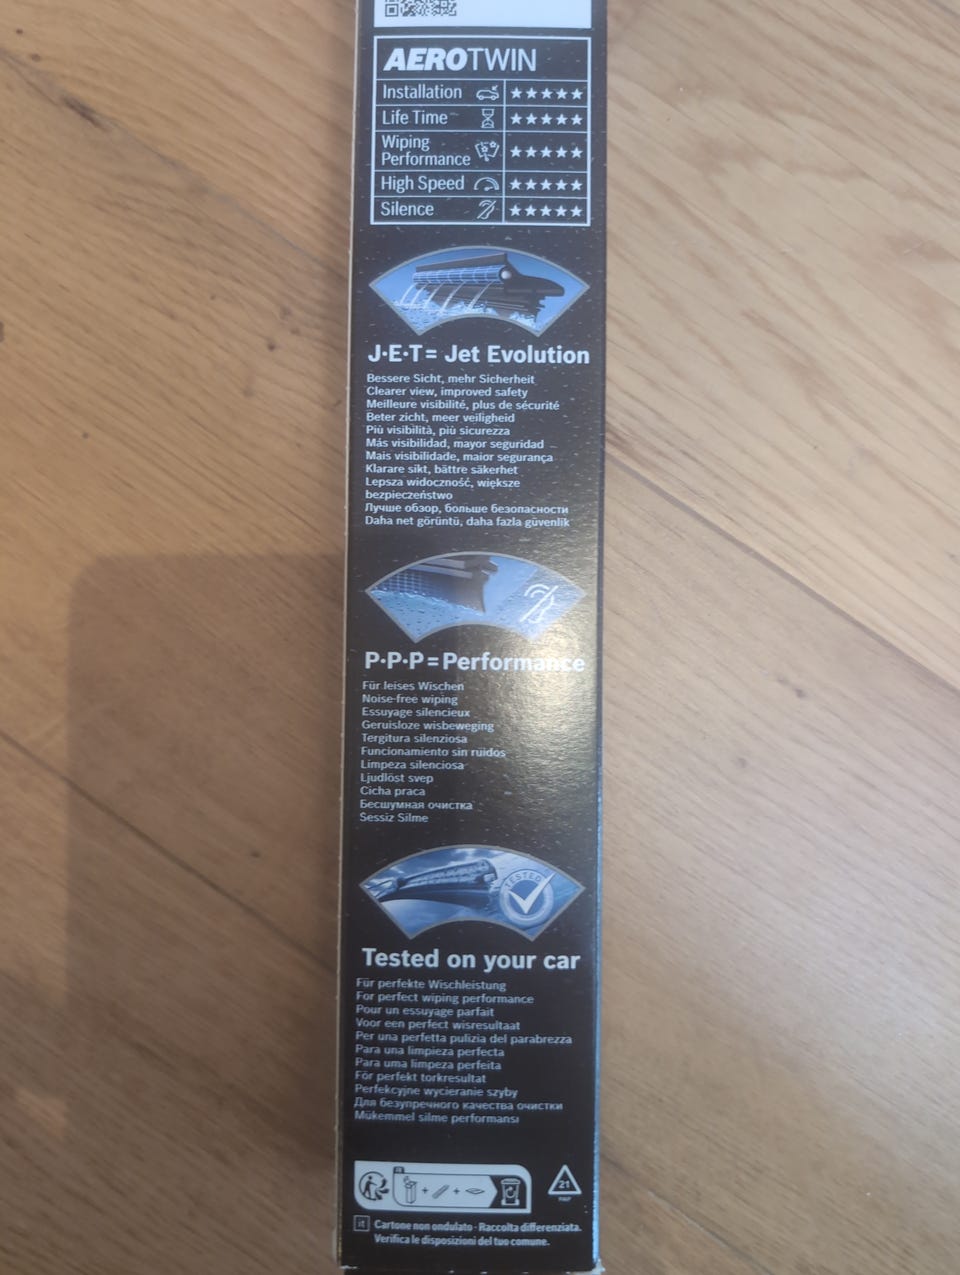 AEROTWIN
Installation ★★★★★
Life Time ★★★★★
Wiping
Performance ★★★★★
High Speed ★★★★★
Silence ★★★★★
J·E·T= Jet Evolution
Bessere Sicht, mehr Sicherheit
Clearer view, improved safety
Meilleure visibilité, plus de sécurité
Beter zicht, meer veiligheid
Più visibilità, più sicurezza
Más visibilidad, mayor seguridad
Mais visibilidade, maior segurança
Klarare sikt, bättre säkerhet
Lepsza widoczność, większe
bezpieczeństwo
Лучше обзор, больше безопасности
Daha net görüntü, daha fazla güvenlik
P·P·P=Performance
Für leises Wischen
Noise-free wiping
Essuyage silencieux
Geruisloze wisbeweging
Tergitura silenziosa
Funcionamiento sin ruidos
Limpeza silenciosa
Ljudlöst svep
Cicha praca
Бесшумная очистка
Sessiz Silme
TESTED
Tested on your car
Für perfekte Wischleistung
For perfect wiping performance
Pour un essuyage parfait
Voor een perfect wisresultaat
Per una perfetta pulizia del parabrezza
Para una limpieza perfecta
Para uma limpeza perfeita
För perfekt torkresultat
Perfekcyjne wycieranie szyby
Для безупречного качества очистки
Mükemmel silme performansı
+ +
21
PAP
it Cartone non ondulato - Raccolta differenziata.
Verifica le disposizioni del tuo comune.